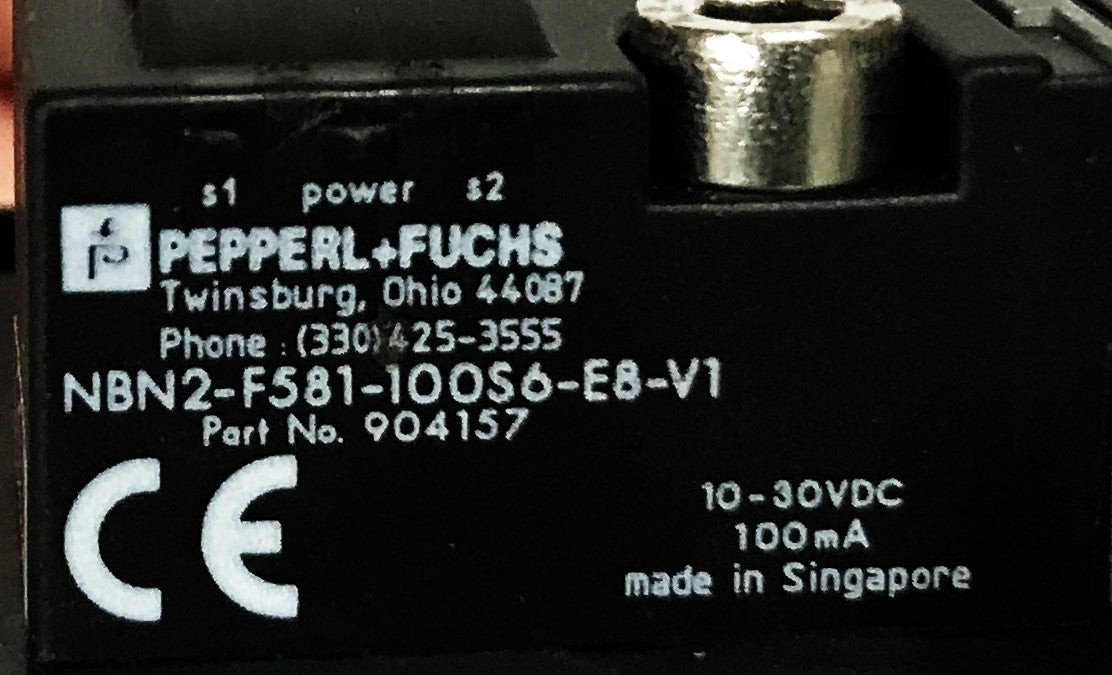 s1 power s2
PEPPERL+FUCHS
Twinsburg, Ohio 44087
Phone : (330)425-3555
NBN2-F581-100S6-E8-V1
Part No. 904157
CE
10-30VDC
100mA
made in Singapore